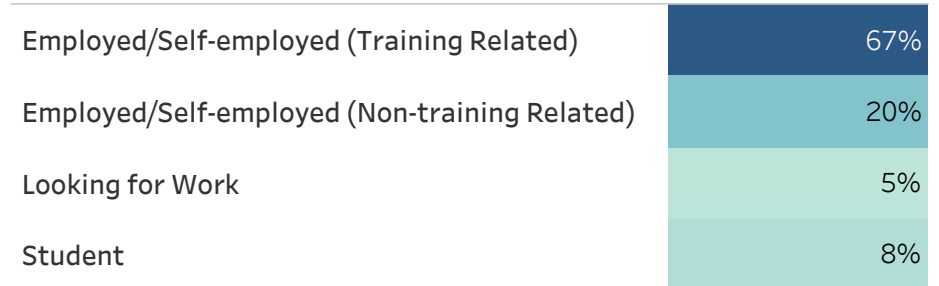 Employed/Self-employed (Training Related) 67%
Employed/Self-employed (Non-training Related) 20%
Looking for Work 5%
Student 8%